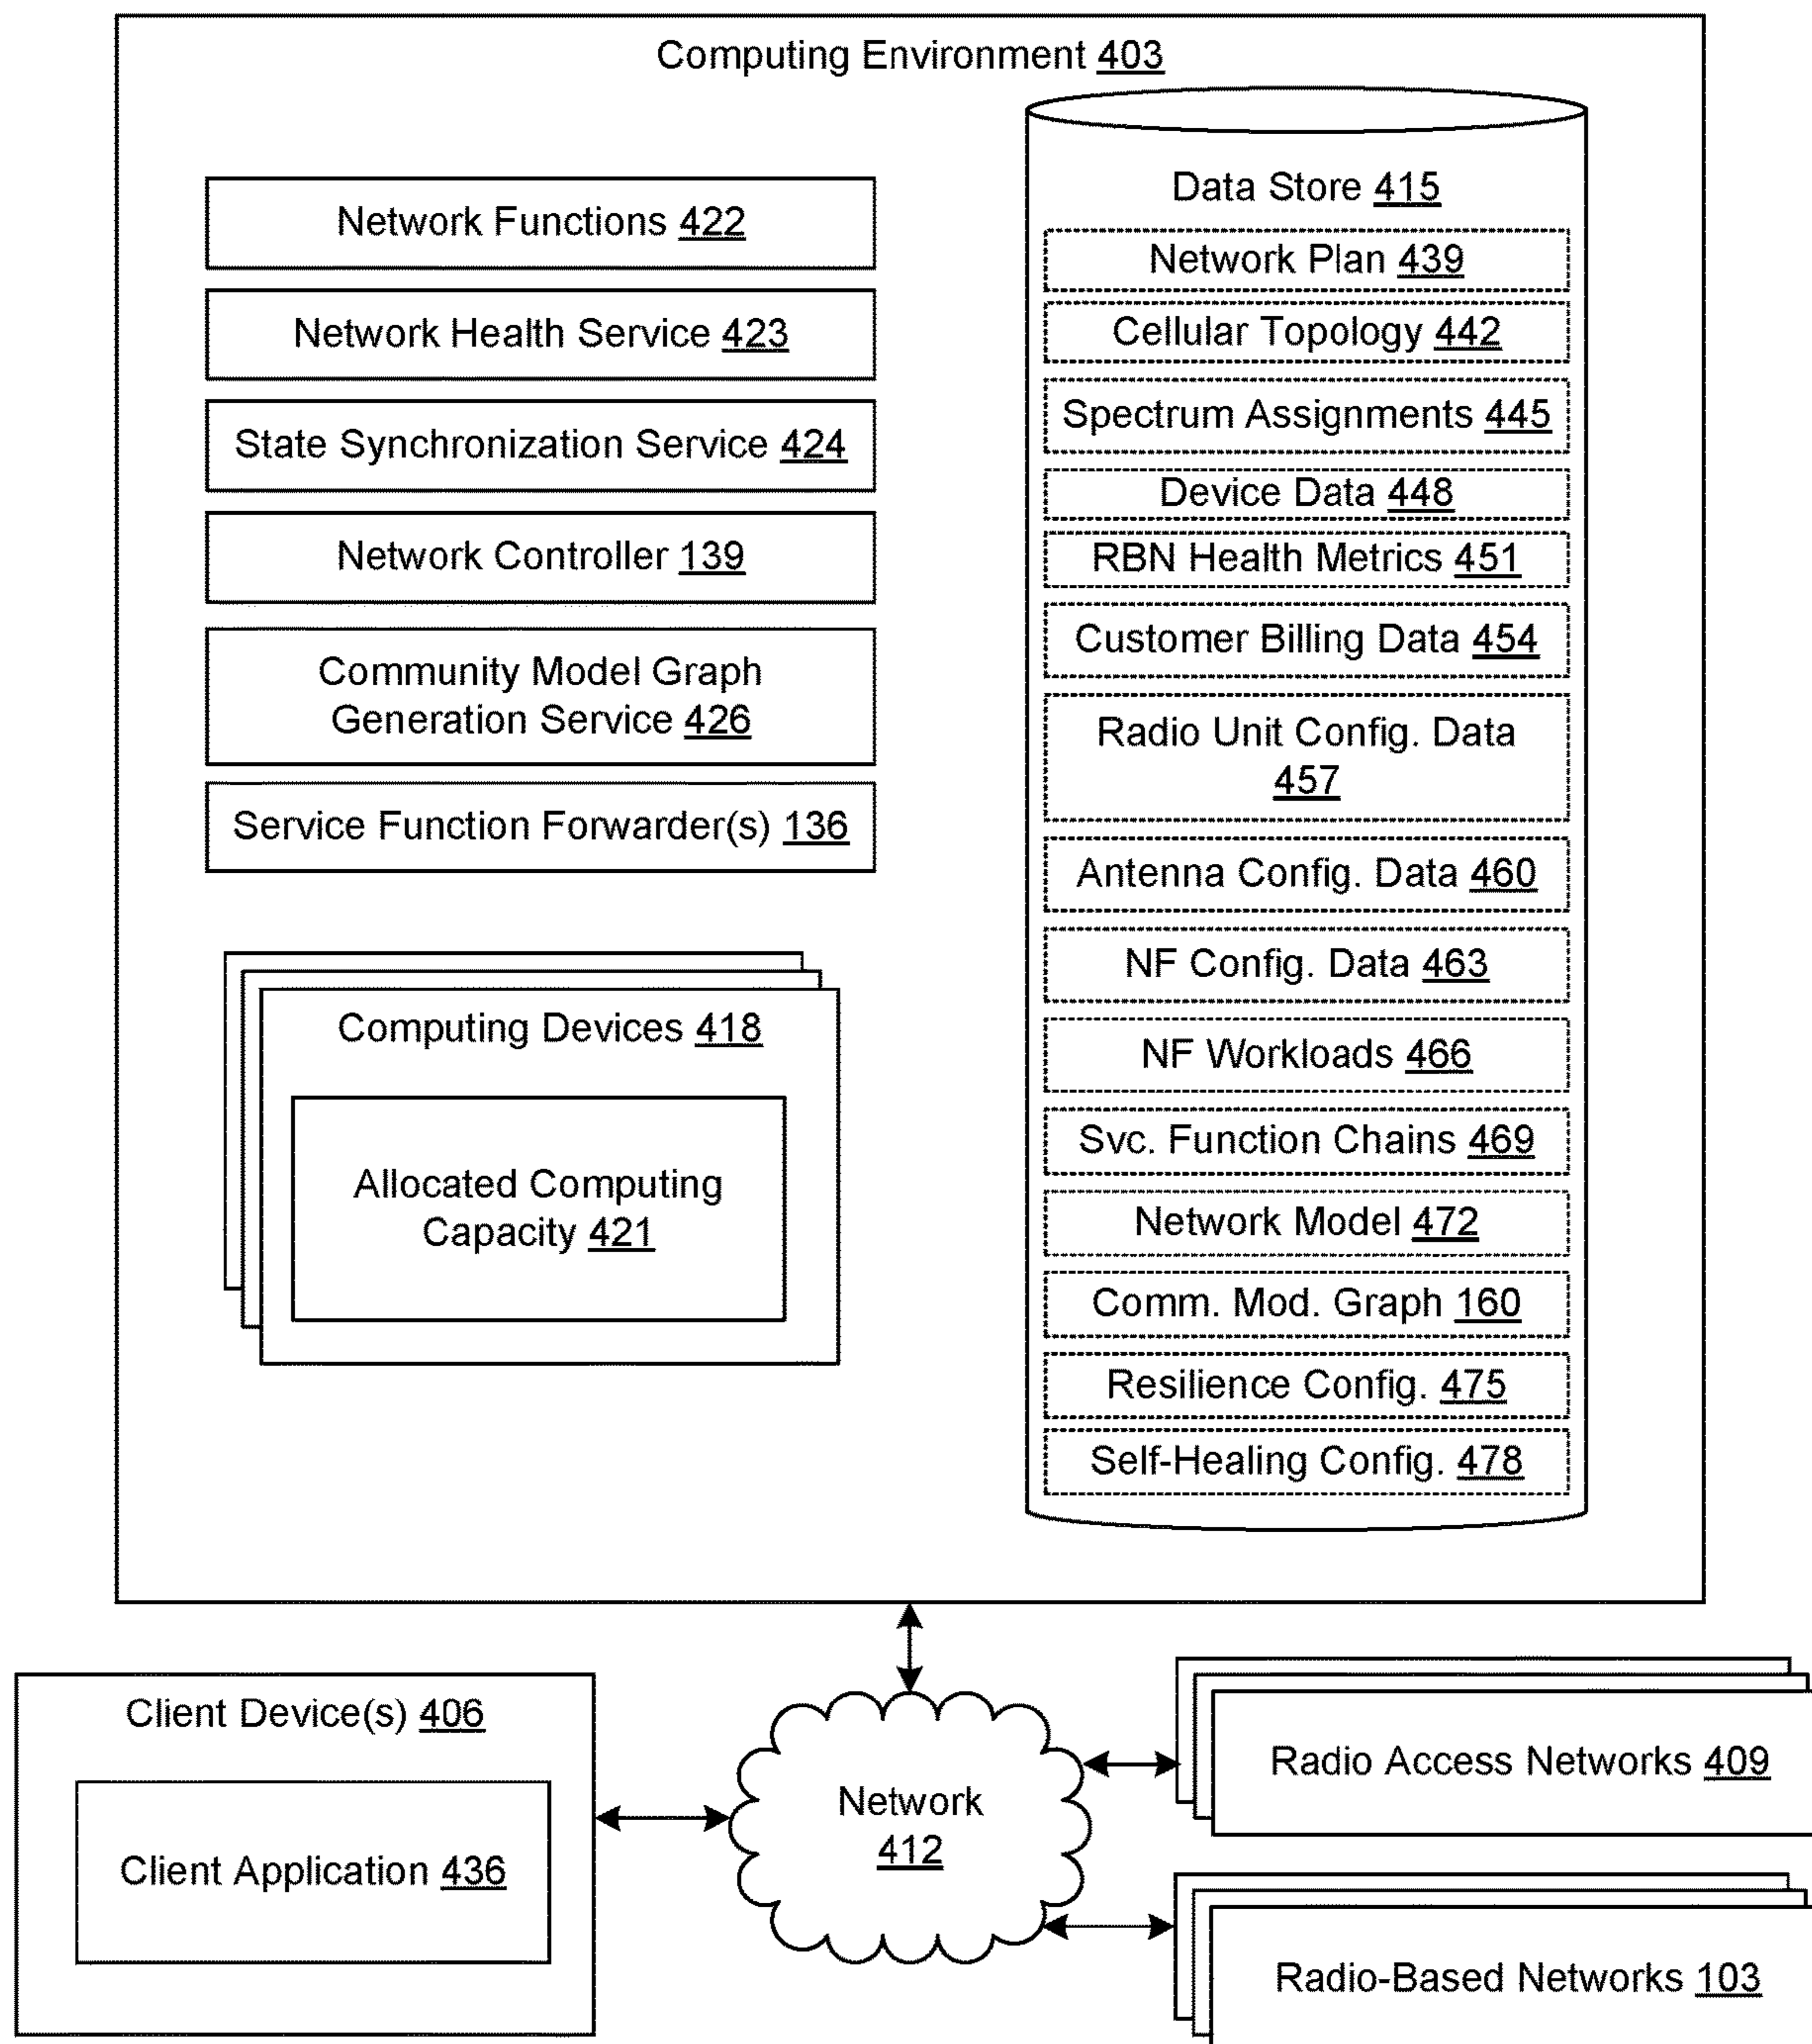 Computing Environment 403
Network Functions 422
Network Health Service 423
State Synchronization Service 424
Network Controller 139
Community Model Graph
Generation Service 426
Service Function Forwarder(s) 136
Computing Devices 418
Allocated Computing
Capacity 421
Data Store 415
Network Plan 439
Cellular Topology 442
Spectrum Assignments 445
Device Data 448
RBN Health Metrics 451
Customer Billing Data 454
Radio Unit Config. Data
457
Antenna Config. Data 460
NF Config. Data 463
NF Workloads 466
Svc. Function Chains 469
Network Model 472
Comm. Mod. Graph 160
Resilience Config. 475
Self-Healing Config. 478
Client Device(s) 406
Client Application 436
Network
412
Radio Access Networks 409
Radio-Based Networks 103